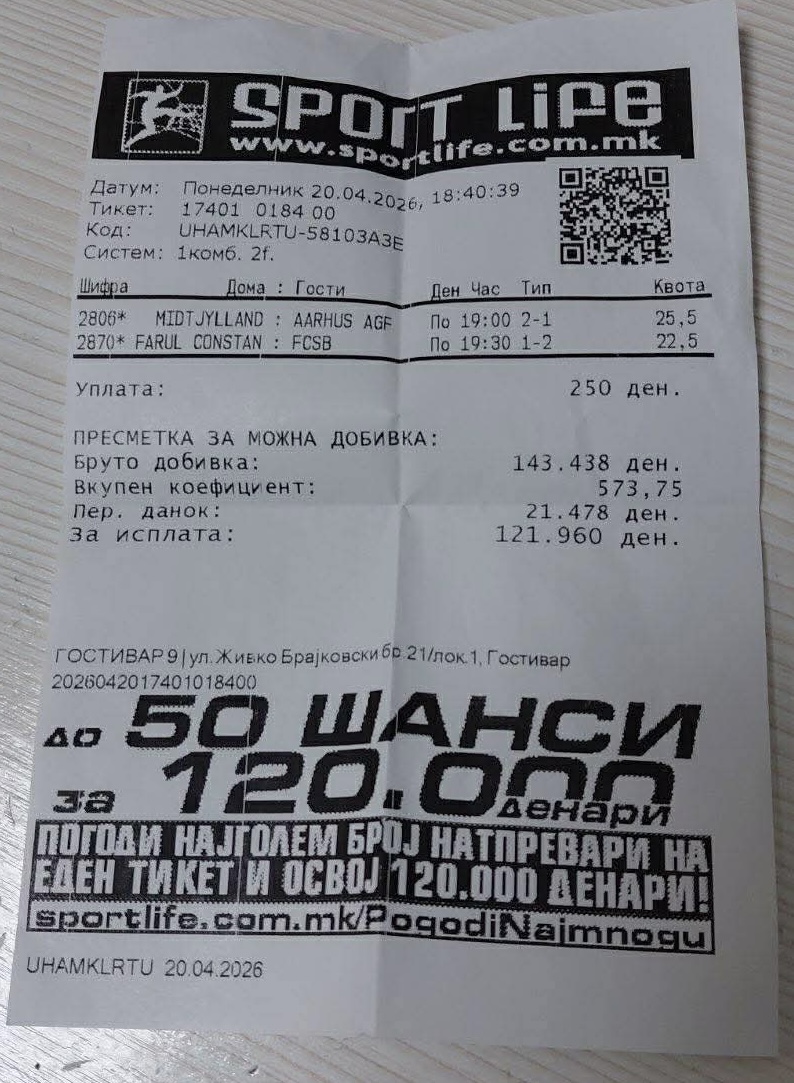 SPORT LiFe
www.sportlife.com.mk
Датум: Понеделник 20.04.2026, 18:40:39
Тикет: 17401 0184 00
Код: UHAMKLRTU-58103A3E
Систем: 1комб. 2f.
Шифра Дома : Гости Ден Час Тип Квота
2806* MIDTJYLLAND : AARHUS AGF По 19:00 2-1 25,5
2870* FARUL CONSTAN : FCSB По 19:30 1-2 22,5
Уплата: 250 ден.
ПРЕСМЕТКА ЗА МОЖНА ДОБИВКА:
Бруто добивка: 143.438 ден.
Вкупен коефициент: 573,75
Пер. данок: 21.478 ден.
За исплата: 121.960 ден.
ГОСТИВАР 9 | ул. Живко Брајковски бр 21/лок.1, Гостивар
2026042017401018400
до 50 ШАНСИ
за 120.000 денари
ПОГОДИ НАЈГОЛЕМ БРОЈ НАТПРЕВАРИ НА
ЕДЕН ТИКЕТ И ОСВОЈ 120.000 ДЕНАРИ!
sportlife.com.mk/PogodiNajmnogu
UHAMKLRTU 20.04.2026